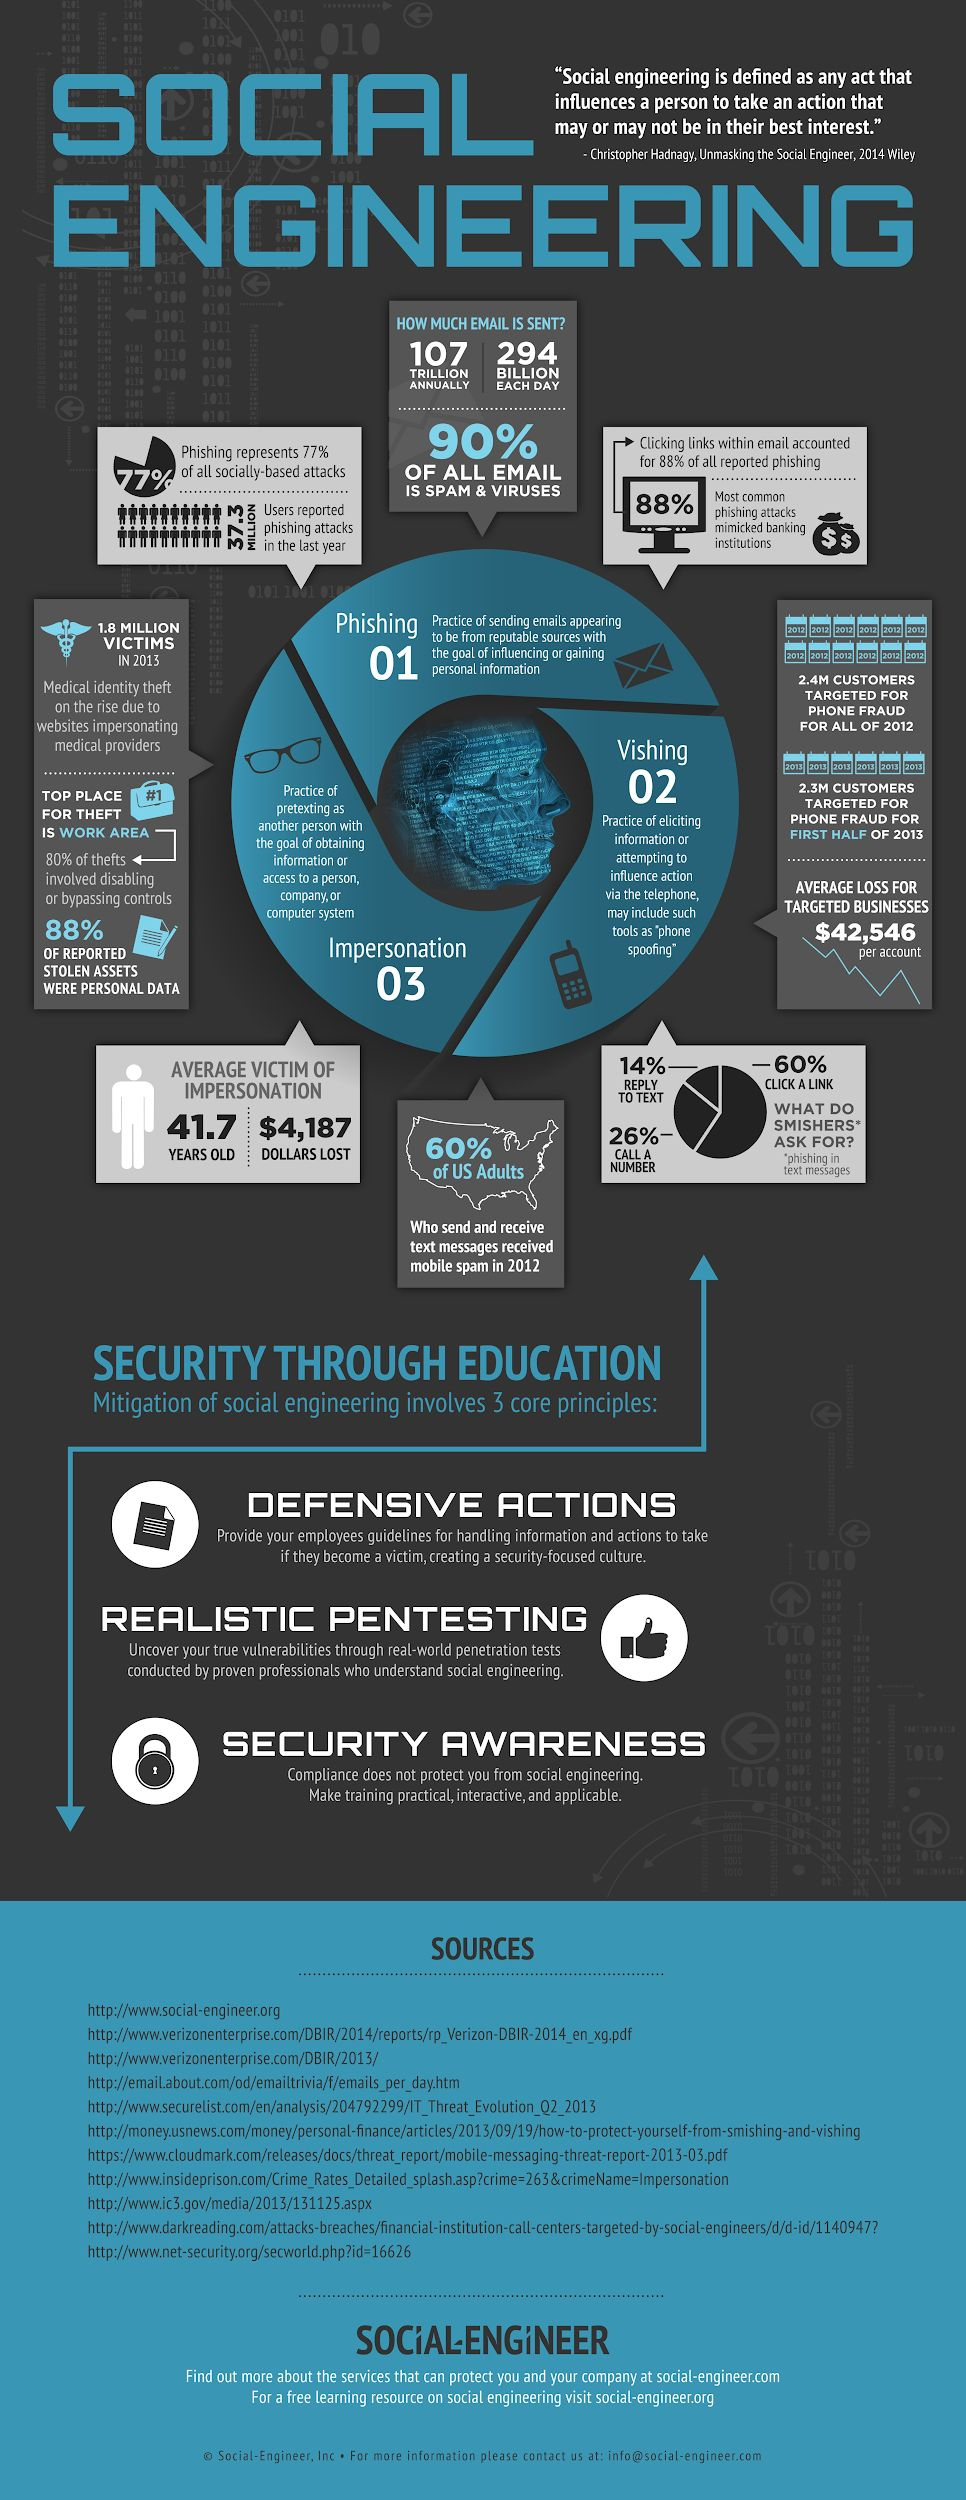 SOCIAL
ENGINEERING
“Social engineering is defined as any act that
influences a person to take an action that
may or may not be in their best interest.”
- Christopher Hadnagy, Unmasking the Social Engineer, 2014 Wiley
HOW MUCH EMAIL IS SENT?
107
TRILLION
ANNUALLY
294
BILLION
EACH DAY
90%
OF ALL EMAIL
IS SPAM & VIRUSES
77%
Phishing represents 77%
of all socially-based attacks
37.3
MILLION
Users reported
phishing attacks
in the last year
Clicking links within email accounted
for 88% of all reported phishing
88%
Most common
phishing attacks
mimicked banking
institutions
$ $
Phishing
01
Practice of sending emails appearing
to be from reputable sources with
the goal of influencing or gaining
personal information
1.8 MILLION
VICTIMS
IN 2013
Medical identity theft
on the rise due to
websites impersonating
medical providers
TOP PLACE
FOR THEFT
IS WORK AREA
#1
80% of thefts
involved disabling
or bypassing controls
88%
OF REPORTED
STOLEN ASSETS
WERE PERSONAL DATA
Vishing
02
Practice of eliciting
information or
attempting to
influence action
via the telephone,
may include such
tools as "phone
spoofing"
Practice of
pretexting as
another person with
the goal of obtaining
information or
access to a person,
company, or
computer system
Impersonation
03
2012 2012 2012 2012 2012 2012
2012 2012 2012 2012 2012 2012
2.4M CUSTOMERS
TARGETED FOR
PHONE FRAUD
FOR ALL OF 2012
2013 2013 2013 2013 2013 2013
2.3M CUSTOMERS
TARGETED FOR
PHONE FRAUD FOR
FIRST HALF OF 2013
AVERAGE LOSS FOR
TARGETED BUSINESSES
$42,546
per account
AVERAGE VICTIM OF
IMPERSONATION
41.7
YEARS OLD
$4,187
DOLLARS LOST
60%
of US Adults
Who send and receive
text messages received
mobile spam in 2012
14%
REPLY
TO TEXT
26%
CALL A
NUMBER
60%
CLICK A LINK
WHAT DO
SMISHERS*
ASK FOR?
*phishing in
text messages
SECURITY THROUGH EDUCATION
Mitigation of social engineering involves 3 core principles:
DEFENSIVE ACTIONS
Provide your employees guidelines for handling information and actions to take
if they become a victim, creating a security-focused culture.
REALISTIC PENTESTING
Uncover your true vulnerabilities through real-world penetration tests
conducted by proven professionals who understand social engineering.
SECURITY AWARENESS
Compliance does not protect you from social engineering.
Make training practical, interactive, and applicable.
SOURCES
http://www.social-engineer.org
http://www.verizonenterprise.com/DBIR/2014/reports/rp_Verizon-DBIR-2014_en_xg.pdf
http://www.verizonenterprise.com/DBIR/2013/
http://email.about.com/od/emailtrivia/f/emails_per_day.htm
http://www.securelist.com/en/analysis/204792299/IT_Threat_Evolution_Q2_2013
http://money.usnews.com/money/personal-finance/articles/2013/09/19/how-to-protect-yourself-from-smishing-and-vishing
https://www.cloudmark.com/releases/docs/threat_report/mobile-messaging-threat-report-2013-03.pdf
http://www.insideprison.com/Crime_Rates_Detailed_splash.asp?crime=263&crimeName=Impersonation
http://www.ic3.gov/media/2013/131125.aspx
http://www.darkreading.com/attacks-breaches/financial-institution-call-centers-targeted-by-social-engineers/d/d-id/1140947?
http://www.net-security.org/secworld.php?id=16626
SOCIAL-ENGINEER
Find out more about the services that can protect you and your company at social-engineer.com
For a free learning resource on social engineering visit social-engineer.org
© Social-Engineer, Inc • For more information please contact us at: info@social-engineer.com